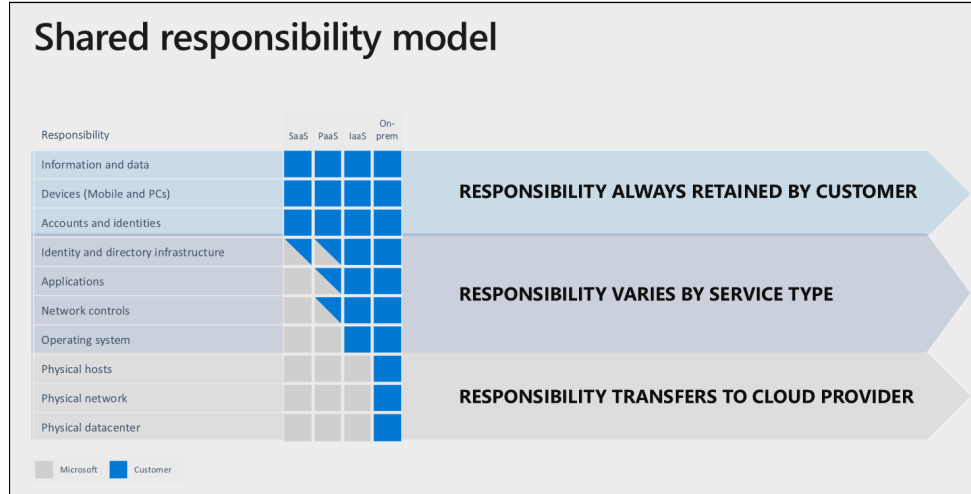 Shared responsibility model
On-
Responsibility SaaS PaaS IaaS prem
Information and data
Devices (Mobile and PCs)
Accounts and identities
RESPONSIBILITY ALWAYS RETAINED BY CUSTOMER
Identity and directory infrastructure
Applications
Network controls
Operating system
RESPONSIBILITY VARIES BY SERVICE TYPE
Physical hosts
Physical network
Physical datacenter
RESPONSIBILITY TRANSFERS TO CLOUD PROVIDER
Microsoft Customer